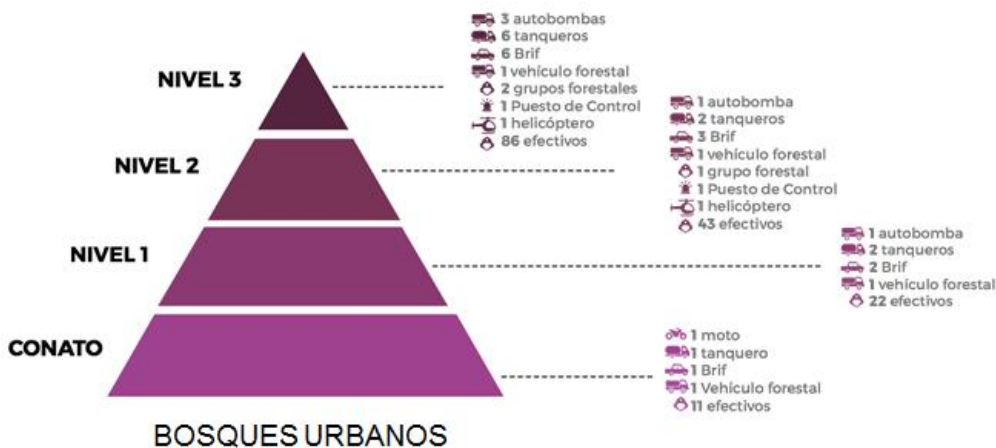 NIVEL 3
3 autobombas
6 tanqueros
6 Brif
1 vehículo forestal
2 grupos forestales
1 Puesto de Control
1 helicóptero
86 efectivos
NIVEL 2
1 autobomba
2 tanqueros
3 Brif
1 vehículo forestal
1 grupo forestal
1 Puesto de Control
1 helicóptero
43 efectivos
NIVEL 1
1 autobomba
2 tanqueros
2 Brif
1 vehículo forestal
22 efectivos
CONATO
1 moto
1 tanquero
1 Brif
1 Vehículo forestal
11 efectivos
BOSQUES URBANOS